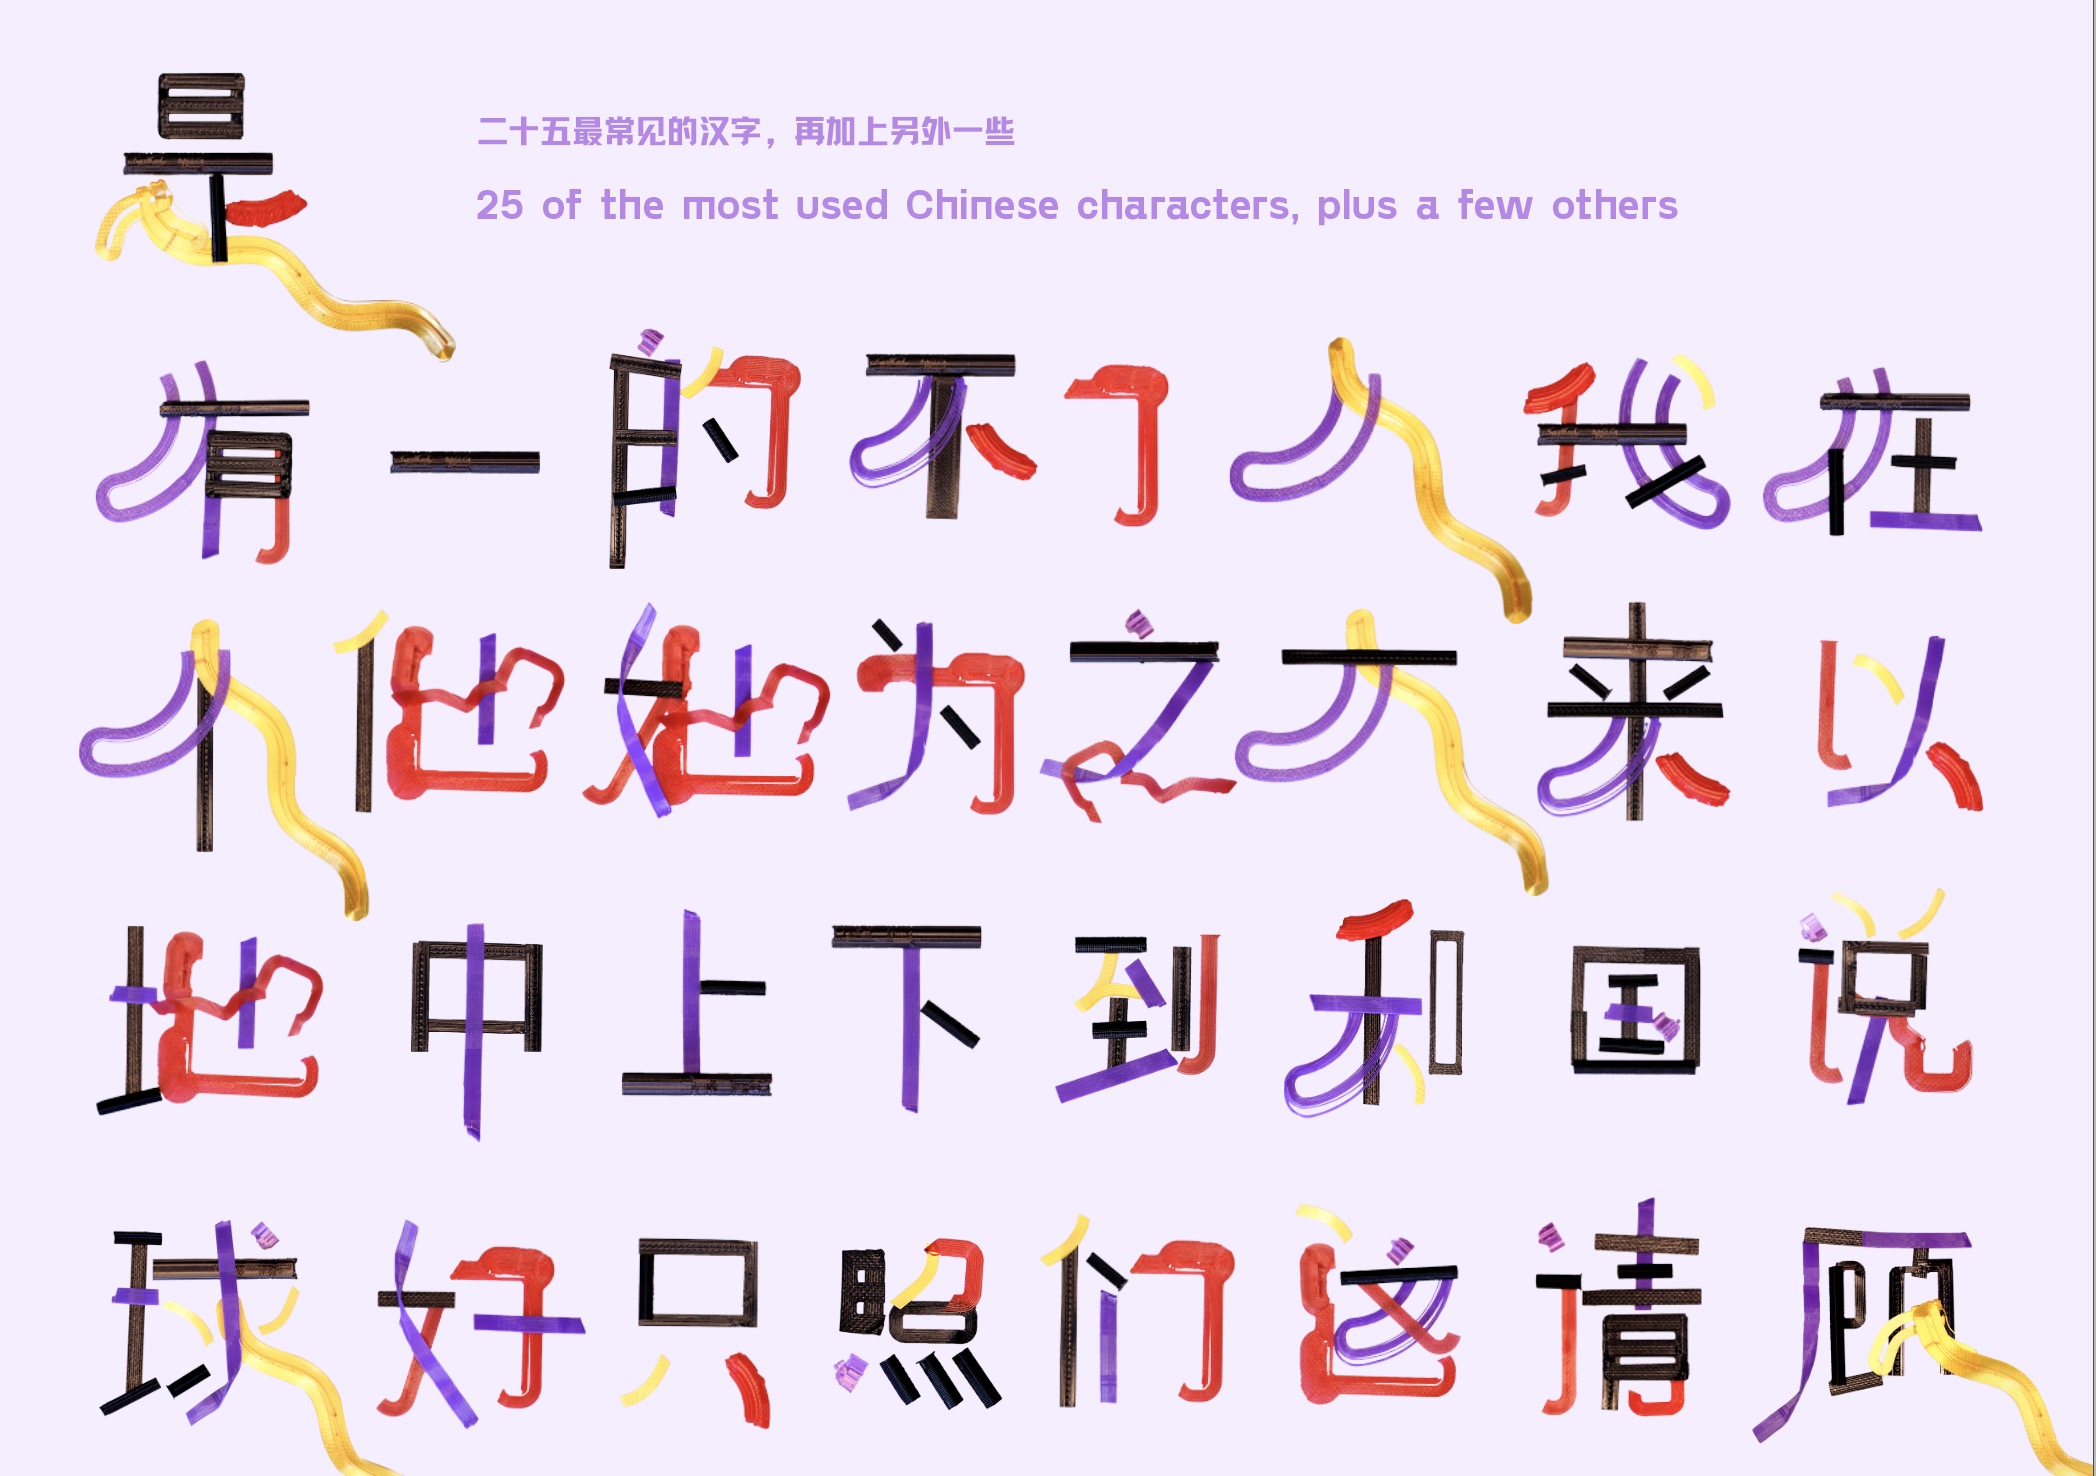 是
二十五最常见的汉字，再加上另外一些
25 of the most used Chinese characters, plus a few others
有一的不了人我在
个他她为之大来以
地中上下到和国说
球好只照们这请顾